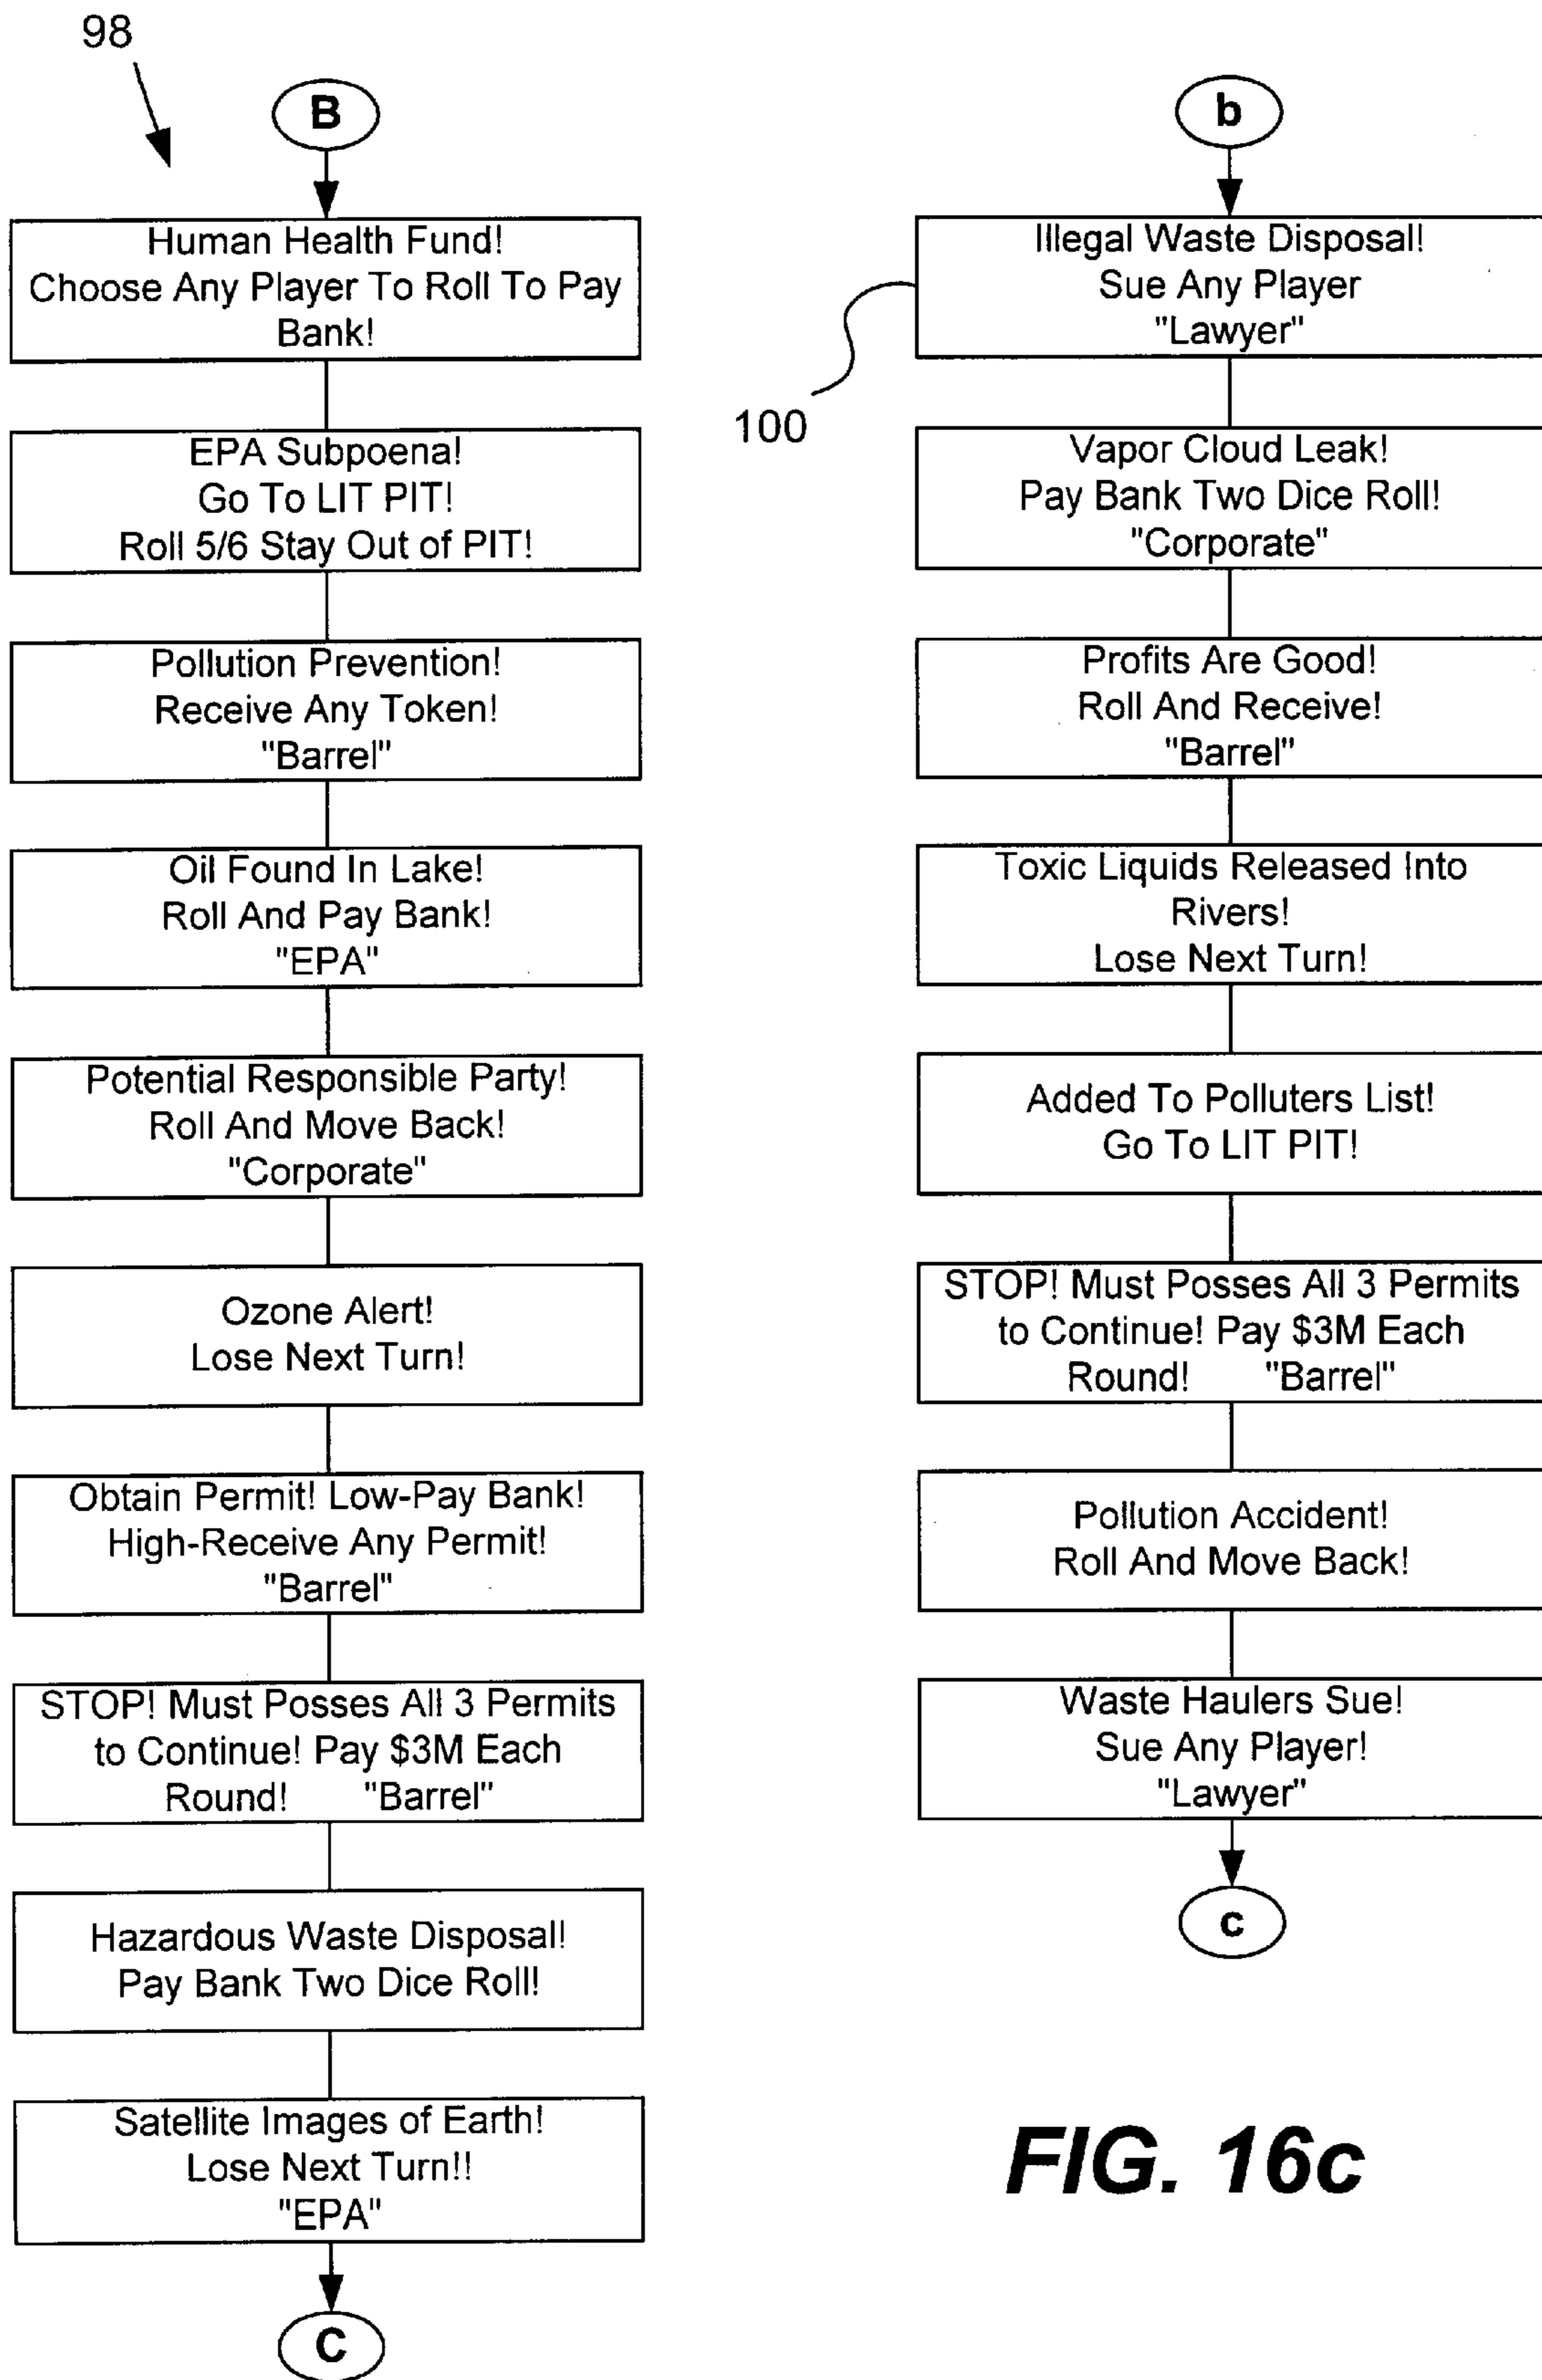 98
B
Human Health Fund!
Choose Any Player To Roll To Pay
Bank!
EPA Subpoena!
Go To LIT PIT!
Roll 5/6 Stay Out of PIT!
Pollution Prevention!
Receive Any Token!
"Barrel"
Oil Found In Lake!
Roll And Pay Bank!
"EPA"
Potential Responsible Party!
Roll And Move Back!
"Corporate"
Ozone Alert!
Lose Next Turn!
Obtain Permit! Low-Pay Bank!
High-Receive Any Permit!
"Barrel"
STOP! Must Posses All 3 Permits
to Continue! Pay $3M Each
Round! "Barrel"
Hazardous Waste Disposal!
Pay Bank Two Dice Roll!
Satellite Images of Earth!
Lose Next Turn!!
"EPA"
C
b
Illegal Waste Disposal!
Sue Any Player
"Lawyer"
100
Vapor Cloud Leak!
Pay Bank Two Dice Roll!
"Corporate"
Profits Are Good!
Roll And Receive!
"Barrel"
Toxic Liquids Released Into
Rivers!
Lose Next Turn!
Added To Polluters List!
Go To LIT PIT!
STOP! Must Posses All 3 Permits
to Continue! Pay $3M Each
Round! "Barrel"
Pollution Accident!
Roll And Move Back!
Waste Haulers Sue!
Sue Any Player!
"Lawyer"
c
FIG. 16c